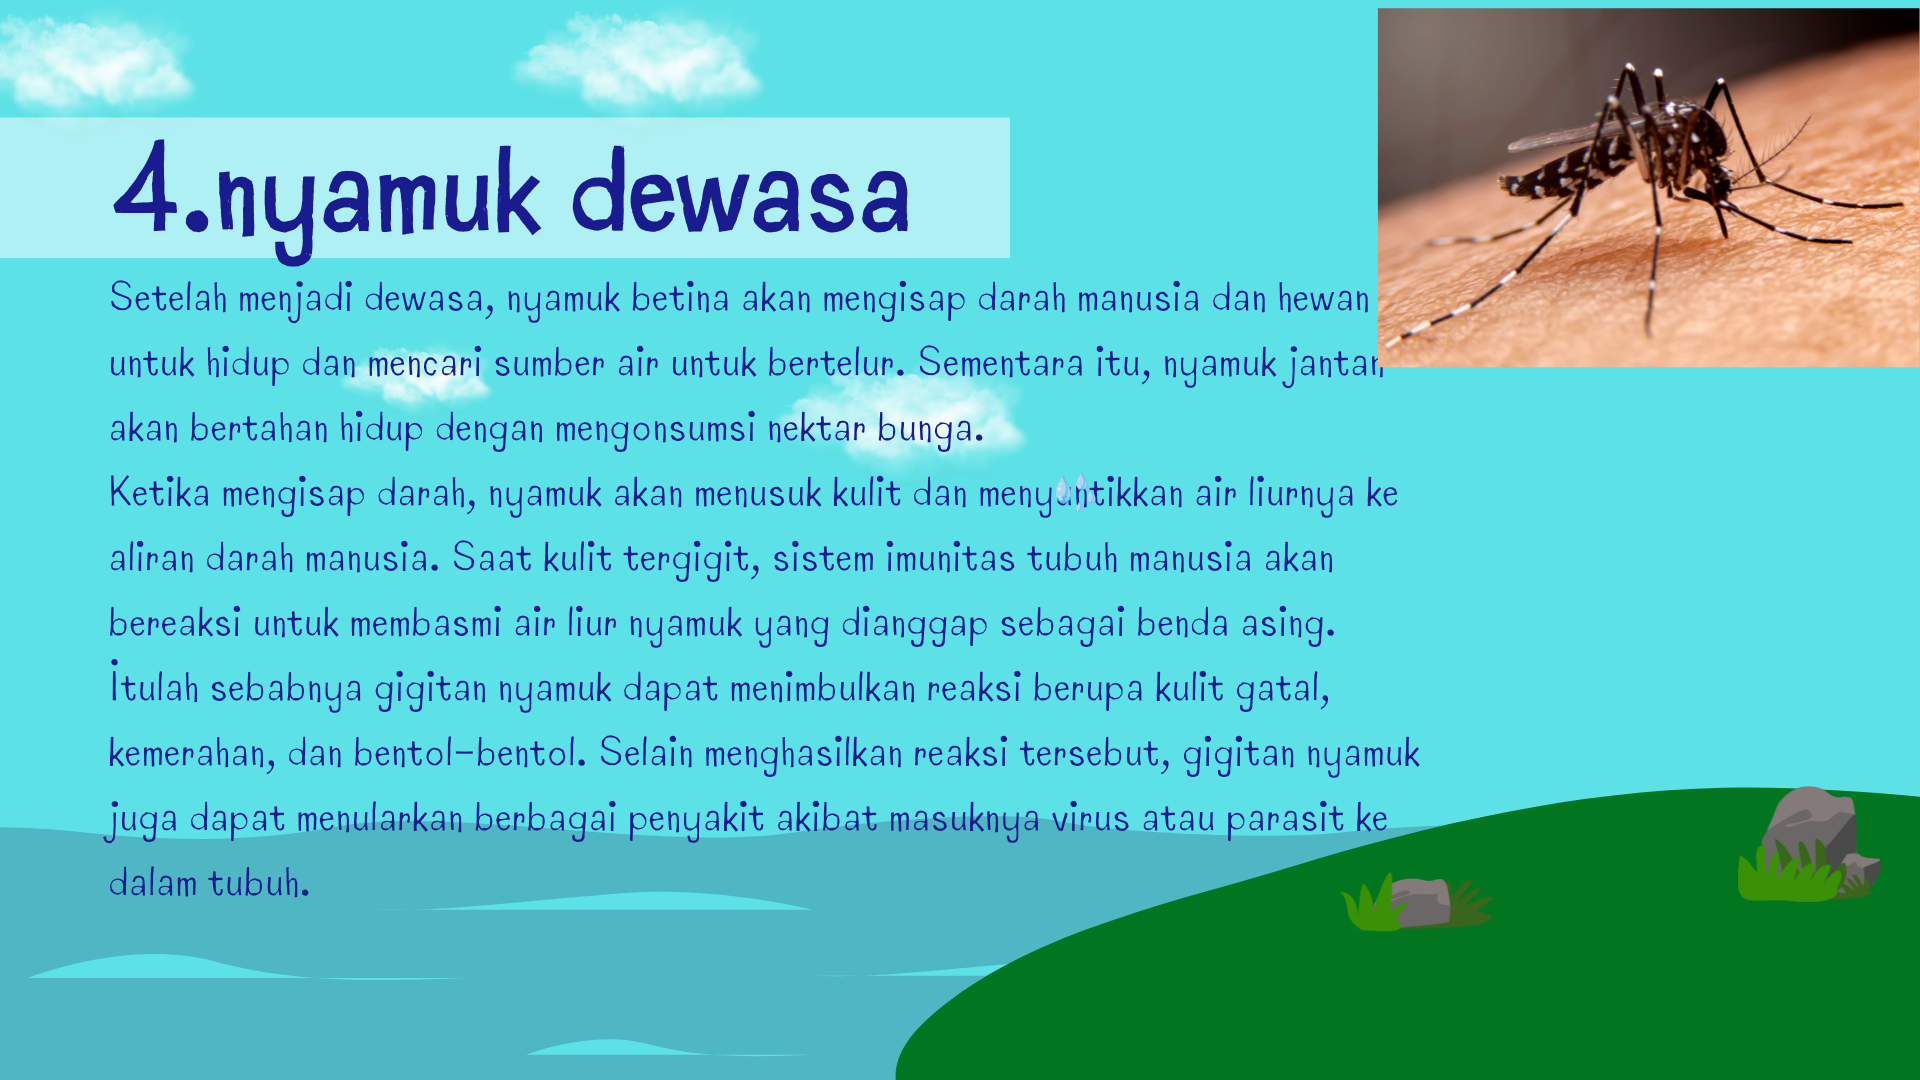 4.nyamuk dewasa
Setelah menjadi dewasa, nyamuk betina akan mengisap darah manusia dan hewan
untuk hidup dan mencari sumber air untuk bertelur. Sementara itu, nyamuk jantan
akan bertahan hidup dengan mengonsumsi nektar bunga.
Ketika mengisap darah, nyamuk akan menusuk kulit dan menyuntikkan air liurnya ke
aliran darah manusia. Saat kulit tergigit, sistem imunitas tubuh manusia akan
bereaksi untuk membasmi air liur nyamuk yang dianggap sebagai benda asing.
Itulah sebabnya gigitan nyamuk dapat menimbulkan reaksi berupa kulit gatal,
kemerahan, dan bentol-bentol. Selain menghasilkan reaksi tersebut, gigitan nyamuk
juga dapat menularkan berbagai penyakit akibat masuknya virus atau parasit ke
dalam tubuh.